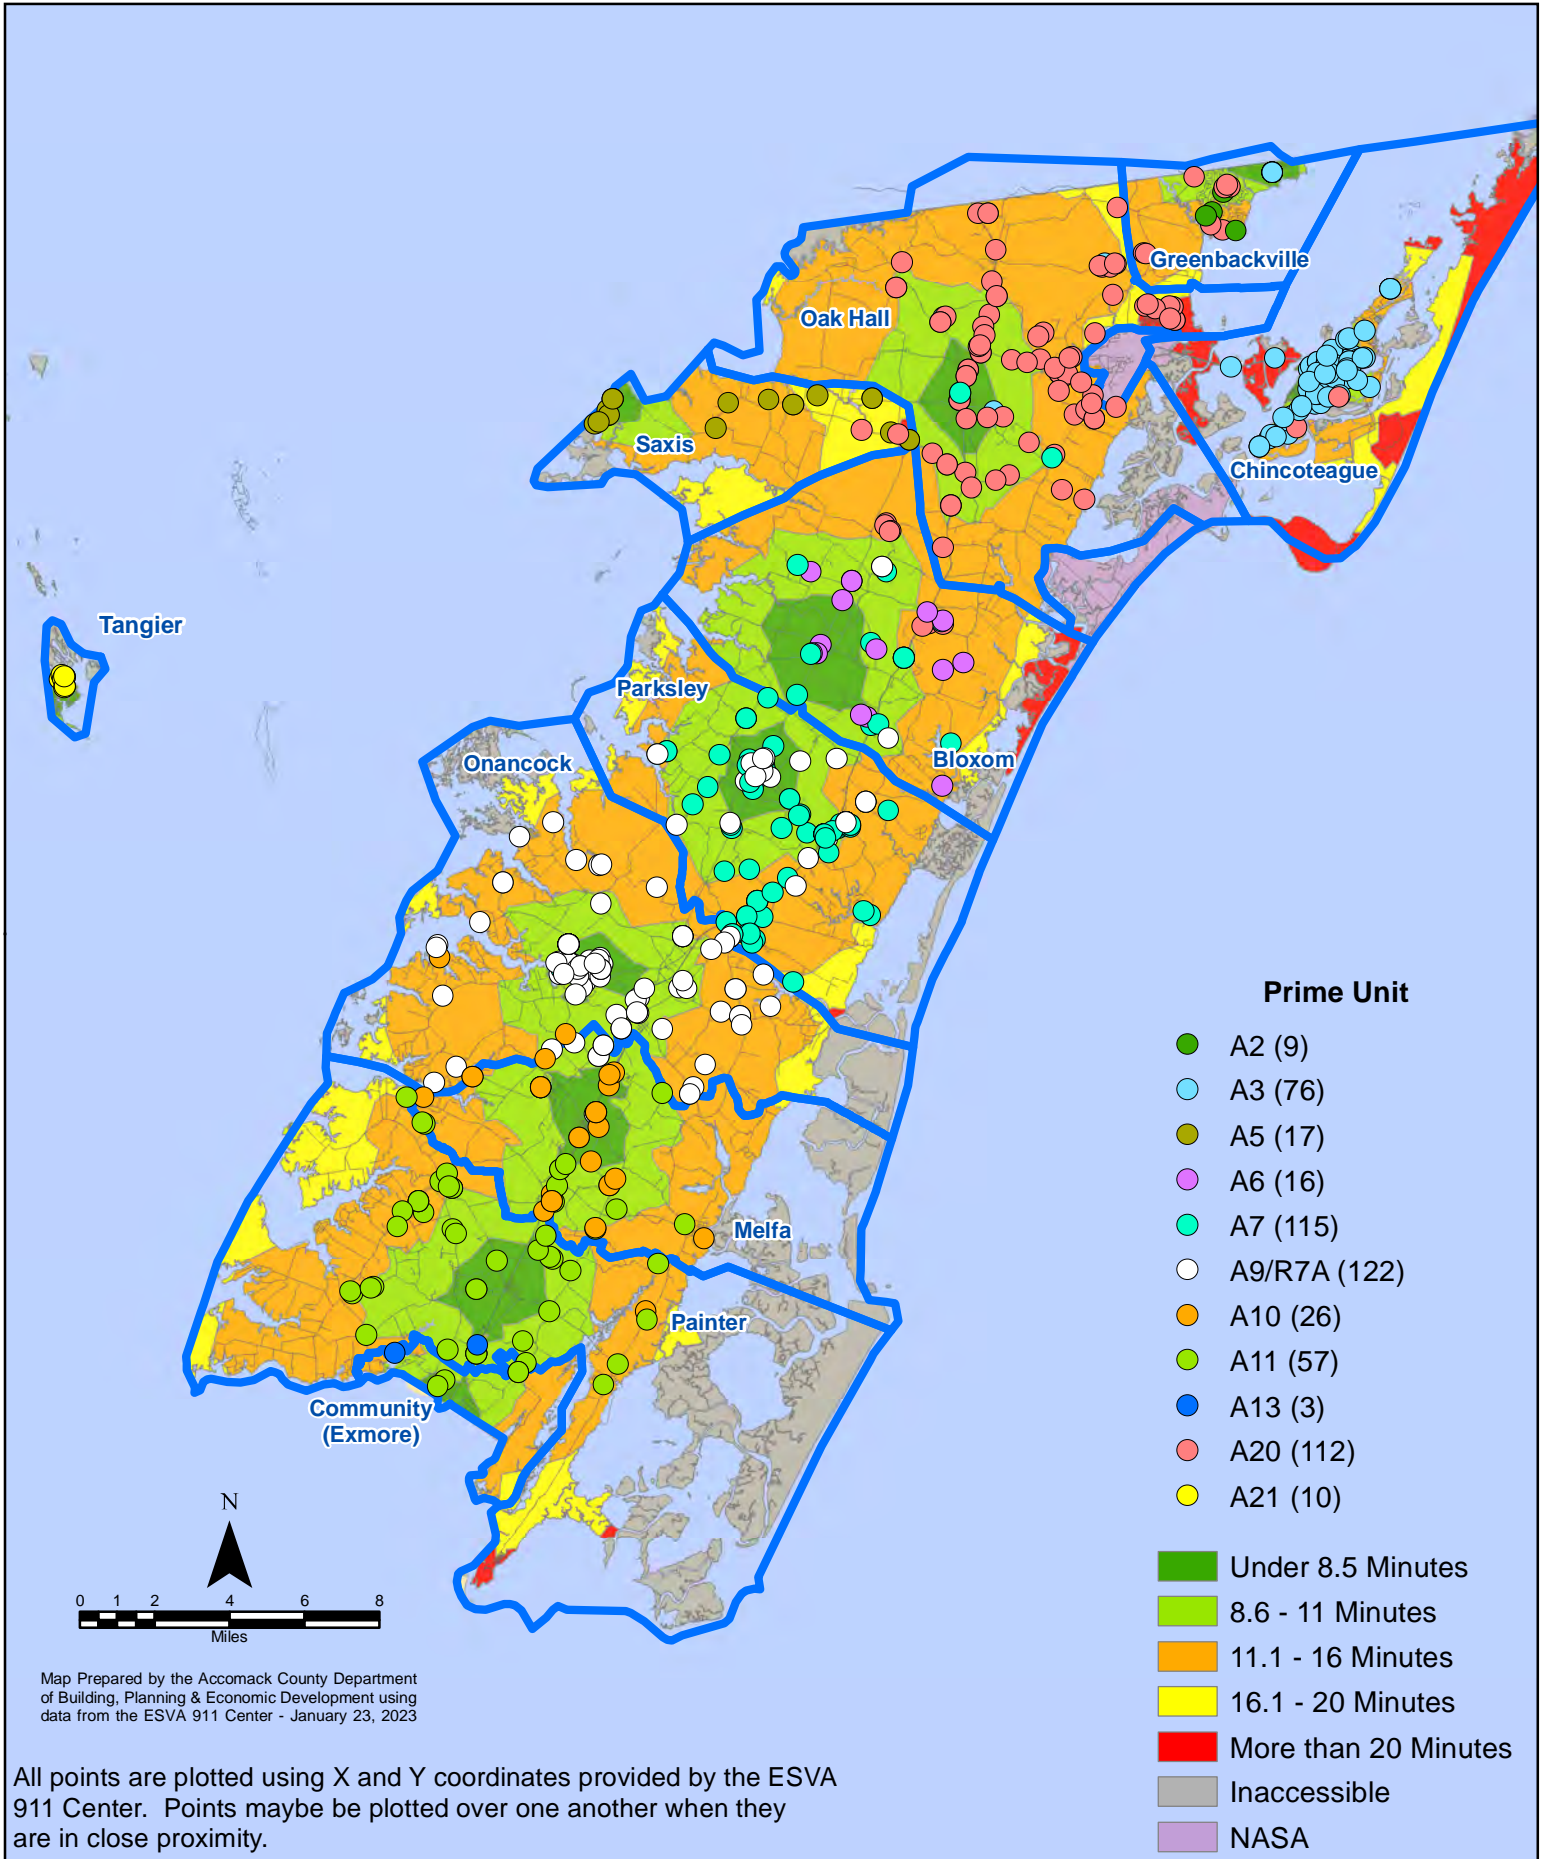 Greenbackville
Oak Hall
Saxis
Chincoteague
Tangier
Parksley
Onancock
Bloxom
Prime Unit
A2 (9)
A3 (76)
A5 (17)
A6 (16)
A7 (115)
A9/R7A (122)
A10 (26)
A11 (57)
A13 (3)
A20 (112)
A21 (10)
Melfa
Painter
Community
(Exmore)
N
0 1 2 4 6 8
Miles
Under 8.5 Minutes
8.6 - 11 Minutes
11.1 - 16 Minutes
16.1 - 20 Minutes
More than 20 Minutes
Inaccessible
NASA
Map Prepared by the Accomack County Department
of Building, Planning & Economic Development using
data from the ESVA 911 Center - January 23, 2023
All points are plotted using X and Y coordinates provided by the ESVA
911 Center.  Points maybe be plotted over one another when they
are in close proximity.